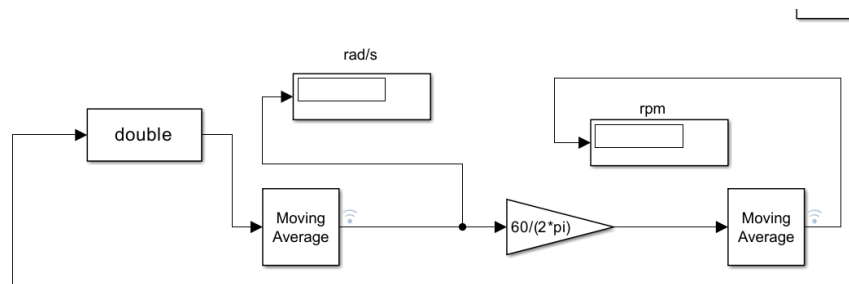 rad/s
rpm
double
Moving
Average
60/(2*pi)
Moving
Average